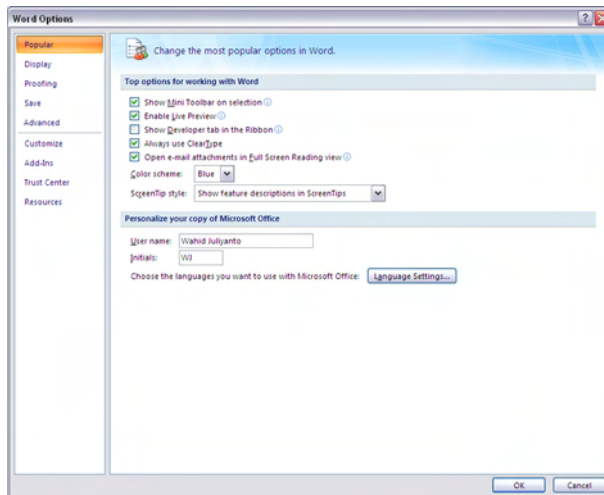 Word Options
Popular
Display
Proofing
Save
Advanced
Customize
Add-Ins
Trust Center
Resources
Change the most popular options in Word.
Top options for working with Word
Show Mini Toolbar on selection
Enable Live Preview
Show Developer tab in the Ribbon
Always use ClearType
Open e-mail attachments in Full Screen Reading view
Color scheme: Blue
ScreenTip style: Show feature descriptions in ScreenTips
Personalize your copy of Microsoft Office
User name: Wahid Juliyanto
Initials: WJ
Choose the languages you want to use with Microsoft Office: Language Settings...
OK Cancel